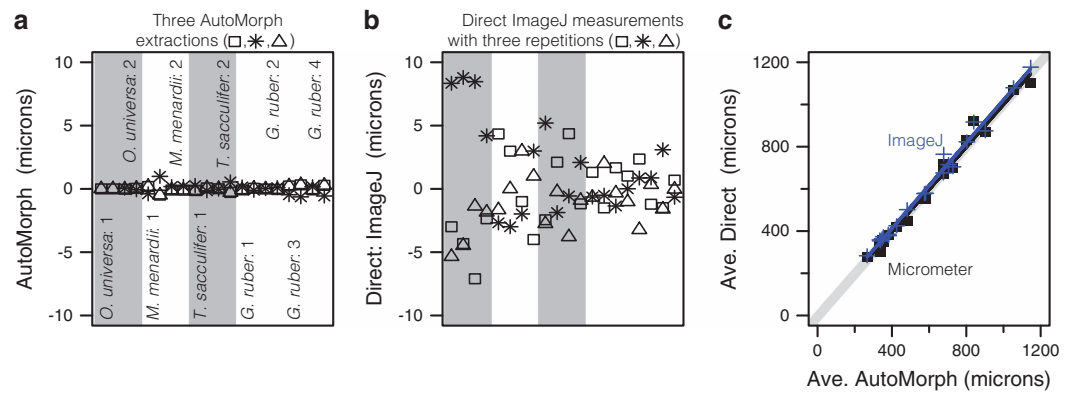 a
Three AutoMorph
extractions (□,✳,△)
AutoMorph (microns)
10
5
0
-5
-10
O. universa: 1
O. universa: 2
M. menardii: 1
M. menardii: 2
T. sacculifer: 1
T. sacculifer: 2
G. ruber: 1
G. ruber: 2
G. ruber: 3
G. ruber: 4
b
Direct ImageJ measurements
with three repetitions (□,✳,△)
Direct: ImageJ (microns)
10
5
0
-5
-10
c
Ave. Direct (microns)
1200
800
400
0
ImageJ
Micrometer
0 400 800 1200
Ave. AutoMorph (microns)